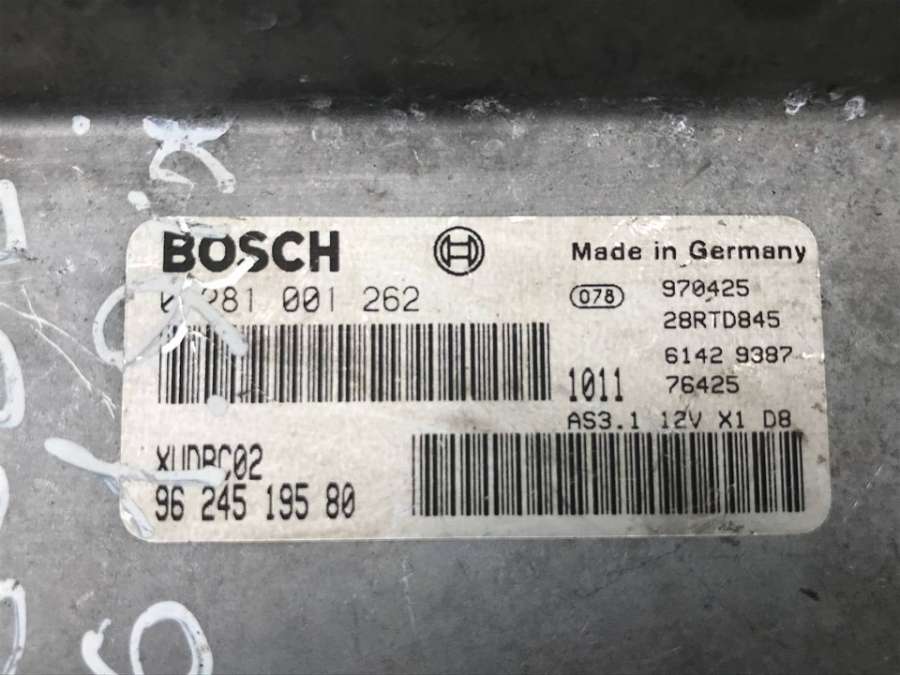 BOSCH
Made in Germany
0 281 001 262
078
970425
28RTD845
6142 9387
1011
76425
AS3.1 12V X1 D8
96 245 195 80